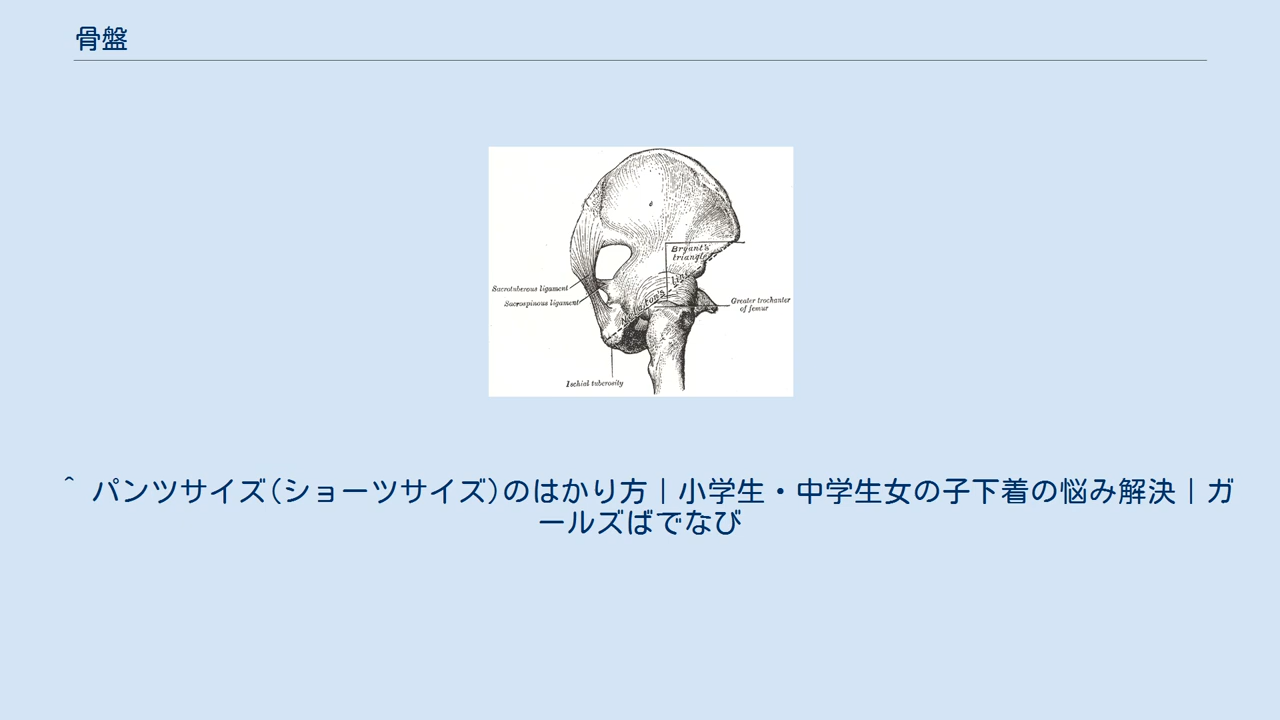 骨盤
Bryant's
triangle
Nélaton's line
Sacrotuberous ligament
Sacrospinous ligament
Greater trochanter
of femur
Ischial tuberosity
^ パンツサイズ(ショーツサイズ)のはかり方｜小学生・中学生女の子下着の悩み解決｜ガ
ールズばでなび